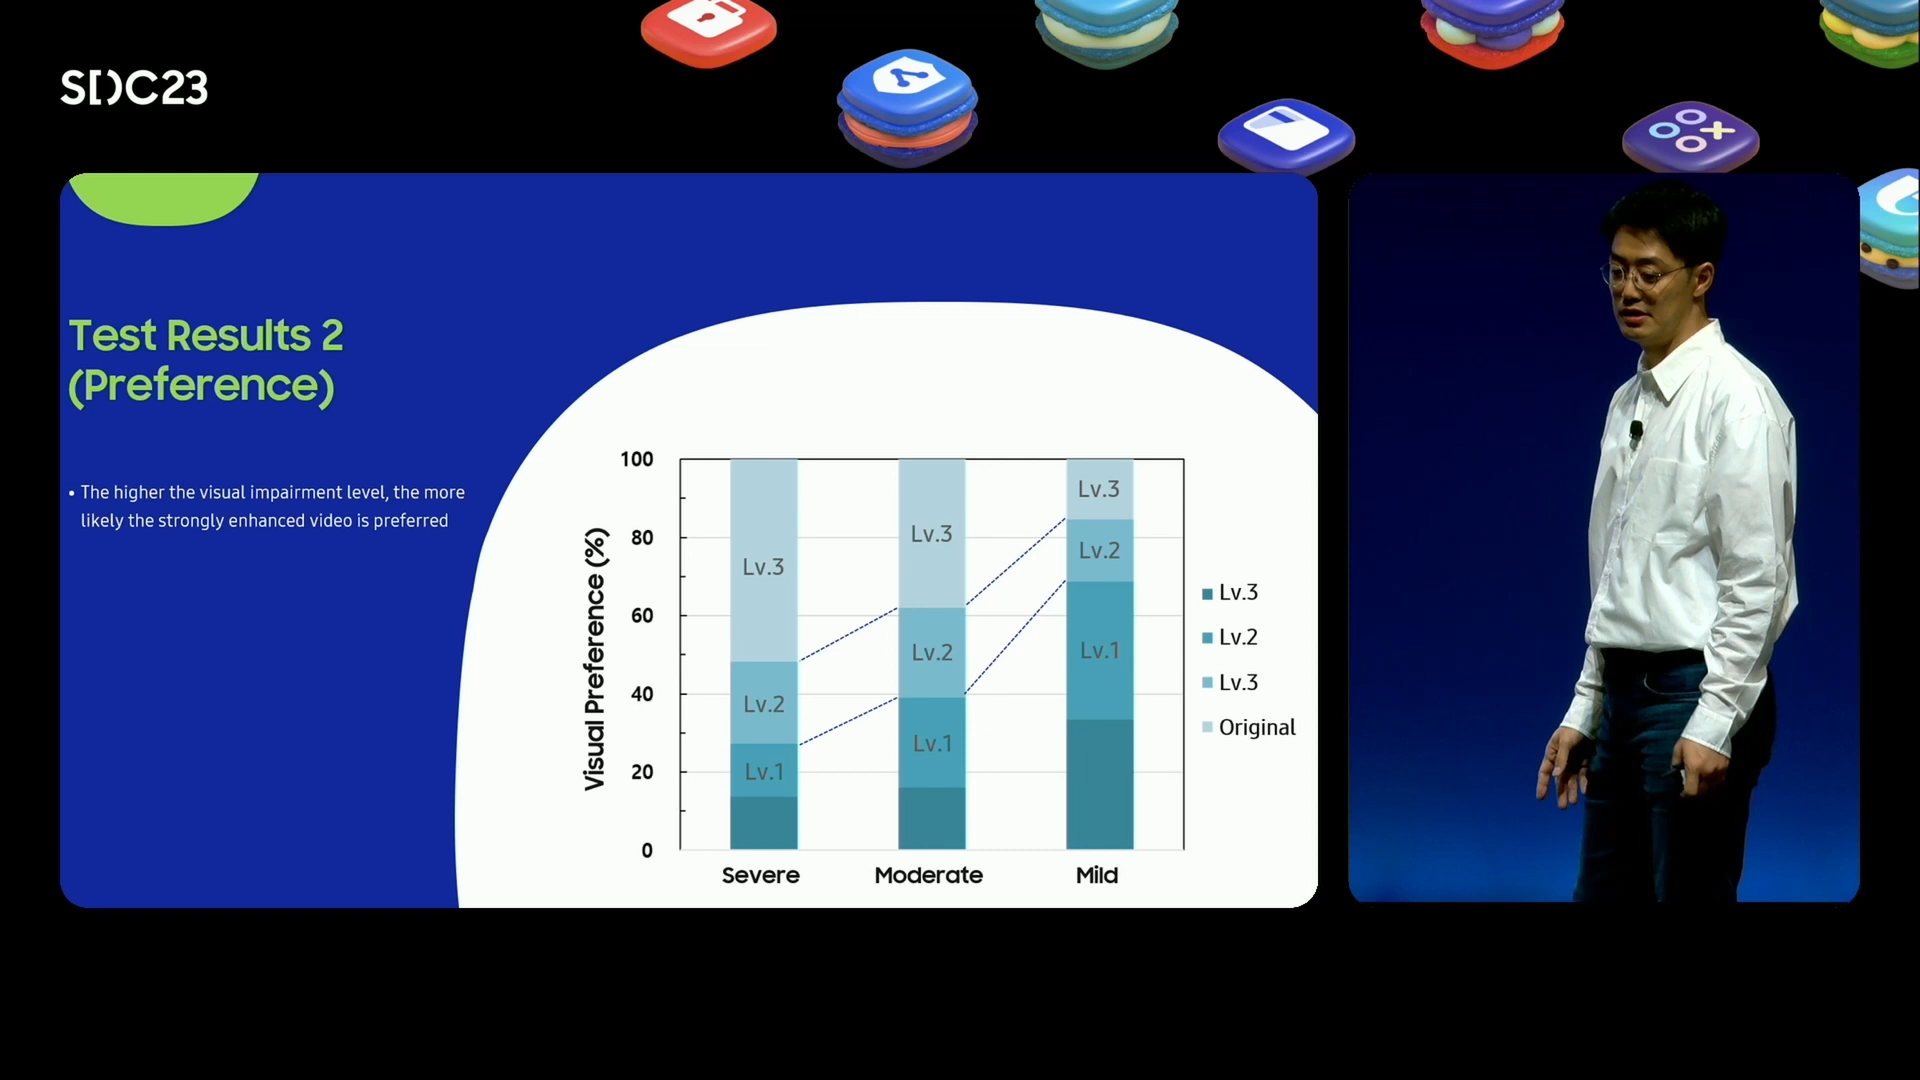 SDC23
Test Results 2
(Preference)
• The higher the visual impairment level, the more
likely the strongly enhanced video is preferred
Visual Preference (%)
100
80
60
40
20
0
Lv.3
Lv.2
Lv.1
Lv.3
Lv.2
Lv.1
Lv.3
Lv.2
Lv.1
Severe
Moderate
Mild
Lv.3
Lv.2
Lv.3
Original